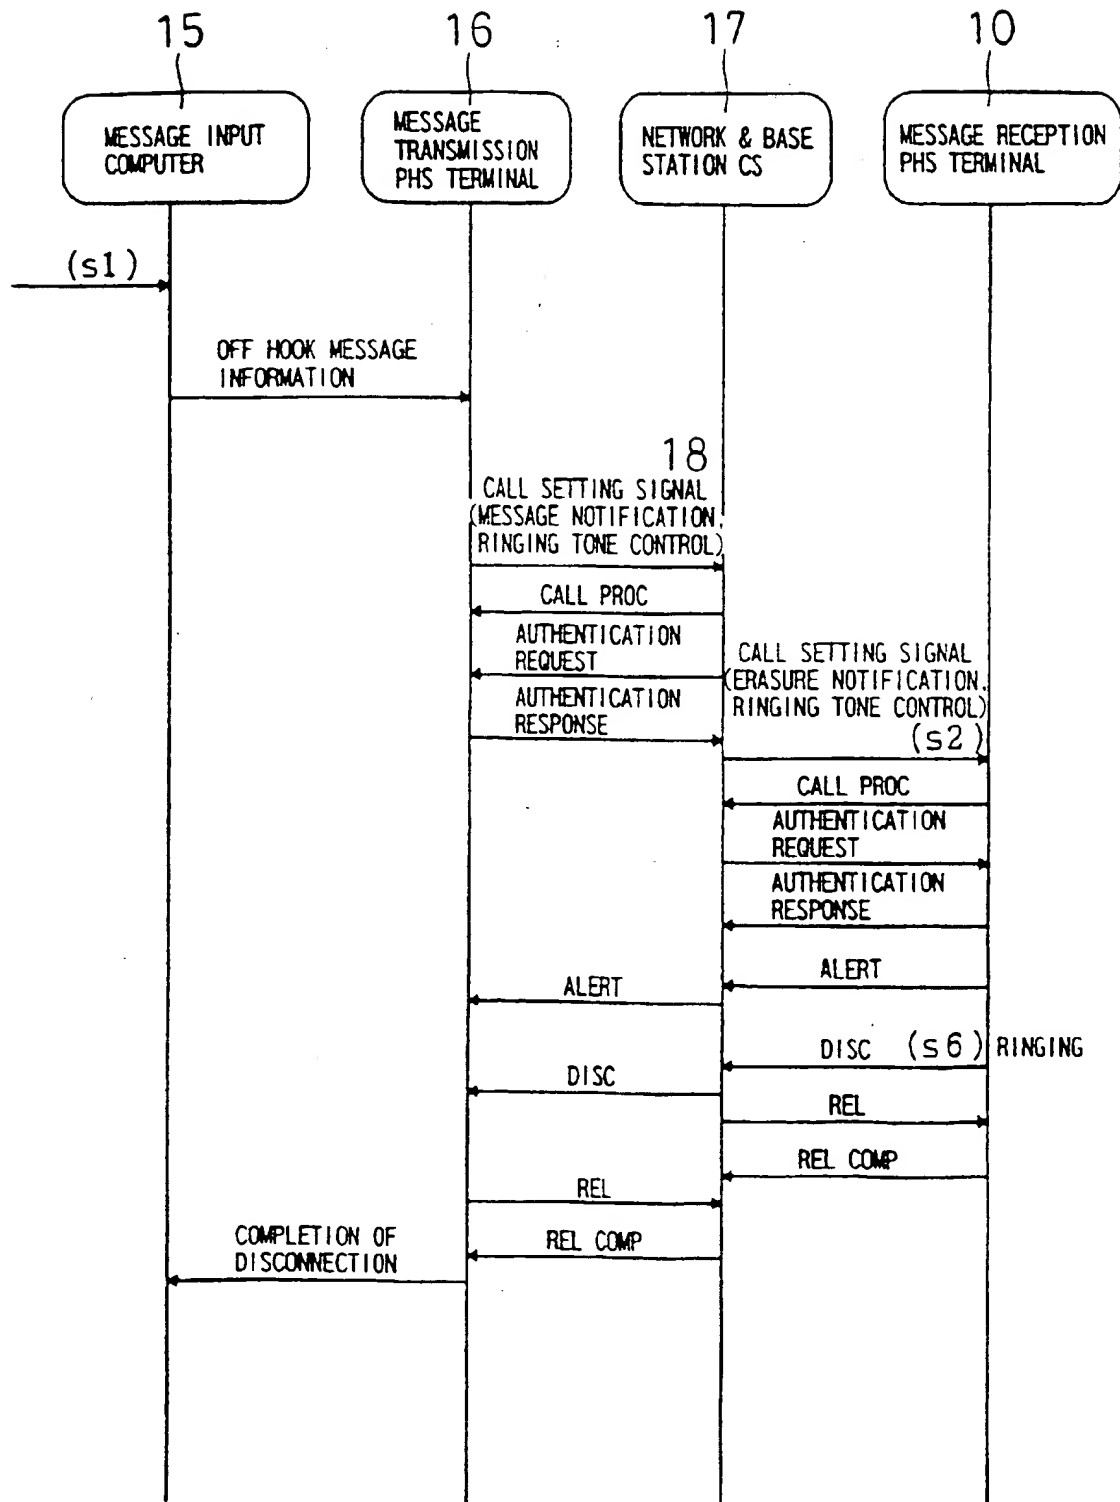 15
16
17
10
MESSAGE INPUT
COMPUTER
MESSAGE
TRANSMISSION
PHS TERMINAL
NETWORK & BASE
STATION CS
MESSAGE RECEPTION
PHS TERMINAL
(s1)
OFF HOOK MESSAGE
INFORMATION
18
CALL SETTING SIGNAL
(MESSAGE NOTIFICATION,
RINGING TONE CONTROL)
CALL PROC
AUTHENTICATION
REQUEST
CALL SETTING SIGNAL
(ERASURE NOTIFICATION,
RINGING TONE CONTROL)
AUTHENTICATION
RESPONSE
(s2)
CALL PROC
AUTHENTICATION
REQUEST
AUTHENTICATION
RESPONSE
ALERT
ALERT
DISC
(s6)
RINGING
DISC
REL
REL COMP
REL
COMPLETION OF
DISCONNECTION
REL COMP